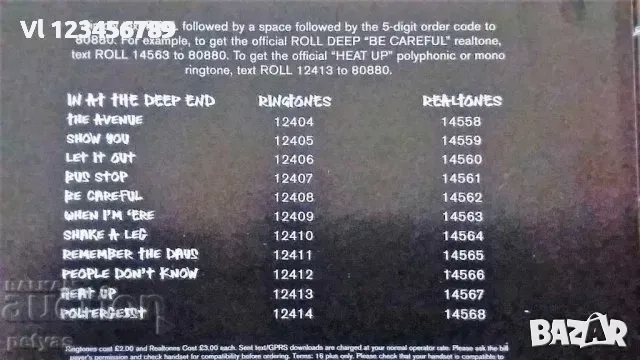 vl 123456789
followed by a space followed by the 5-digit order code to
80880. For example, to get the official ROLL DEEP "BE CAREFUL" realtone,
text ROLL 14563 to 80880. To get the official "HEAT UP" polyphonic or mono
ringtone, text ROLL 12413 to 80880.
IN AT THE DEEP END RINGTONES REALTONES
THE AVENUE 12404 14558
SHOW YOU 12405 14559
LET IT OUT 12406 14560
BUS STOP 12407 14561
BE CAREFUL 12408 14562
WHEN I'M 'ERE 12409 14563
SHAKE A LEG 12410 14564
REMEMBER THE DAYS 12411 14565
PEOPLE DON'T KNOW 12412 14566
HEAT UP 12413 14567
POLTERGEIST 12414 14568
БАЛКАН
auction
petyas
Ringtones cost £2.00 and Realtones Cost £3.00 each. Sent text/GPRS downloads are charged at your normal operator rate. Please ask the bill
payer's permission and check handset for compatibility before ordering. Terms: 16 plus only. Please check that your handset is compatible to
BAZAR
.bg